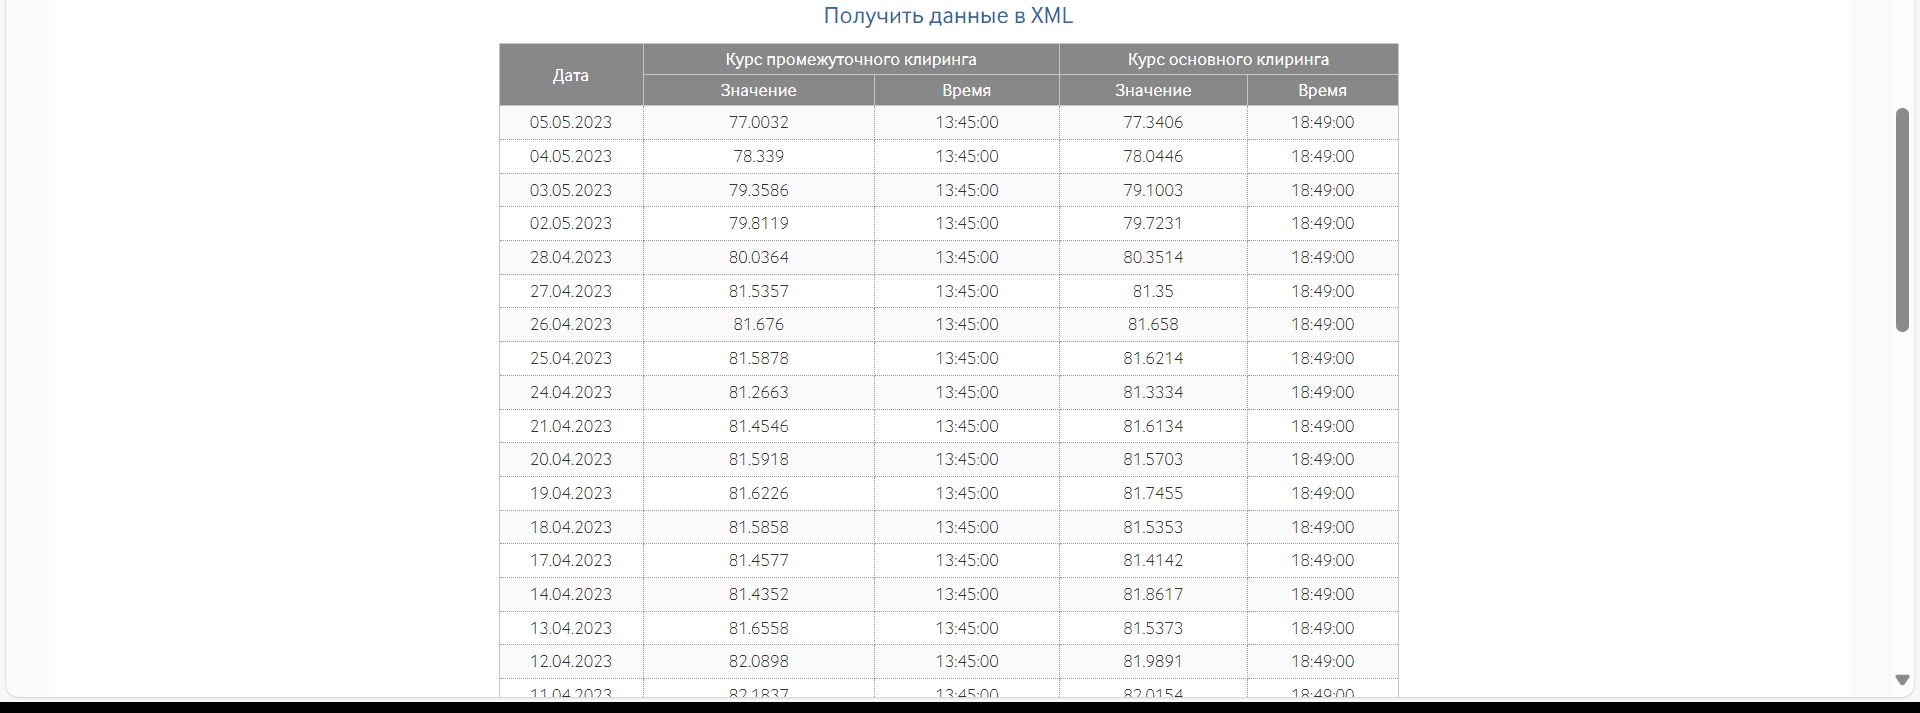 Получить данные в XML
Дата Курс промежуточного клиринга Курс основного клиринга
Значение Время Значение Время
05.05.2023 77.0032 13:45:00 77.3406 18:49:00
04.05.2023 78.339 13:45:00 78.0446 18:49:00
03.05.2023 79.3586 13:45:00 79.1003 18:49:00
02.05.2023 79.8119 13:45:00 79.7231 18:49:00
28.04.2023 80.0364 13:45:00 80.3514 18:49:00
27.04.2023 81.5357 13:45:00 81.35 18:49:00
26.04.2023 81.676 13:45:00 81.658 18:49:00
25.04.2023 81.5878 13:45:00 81.6214 18:49:00
24.04.2023 81.2663 13:45:00 81.3334 18:49:00
21.04.2023 81.4546 13:45:00 81.6134 18:49:00
20.04.2023 81.5918 13:45:00 81.5703 18:49:00
19.04.2023 81.6226 13:45:00 81.7455 18:49:00
18.04.2023 81.5858 13:45:00 81.5353 18:49:00
17.04.2023 81.4577 13:45:00 81.4142 18:49:00
14.04.2023 81.4352 13:45:00 81.8617 18:49:00
13.04.2023 81.6558 13:45:00 81.5373 18:49:00
12.04.2023 82.0898 13:45:00 81.9891 18:49:00
11.04.2023 82.1837 13:45:00 82.0154 18:49:00